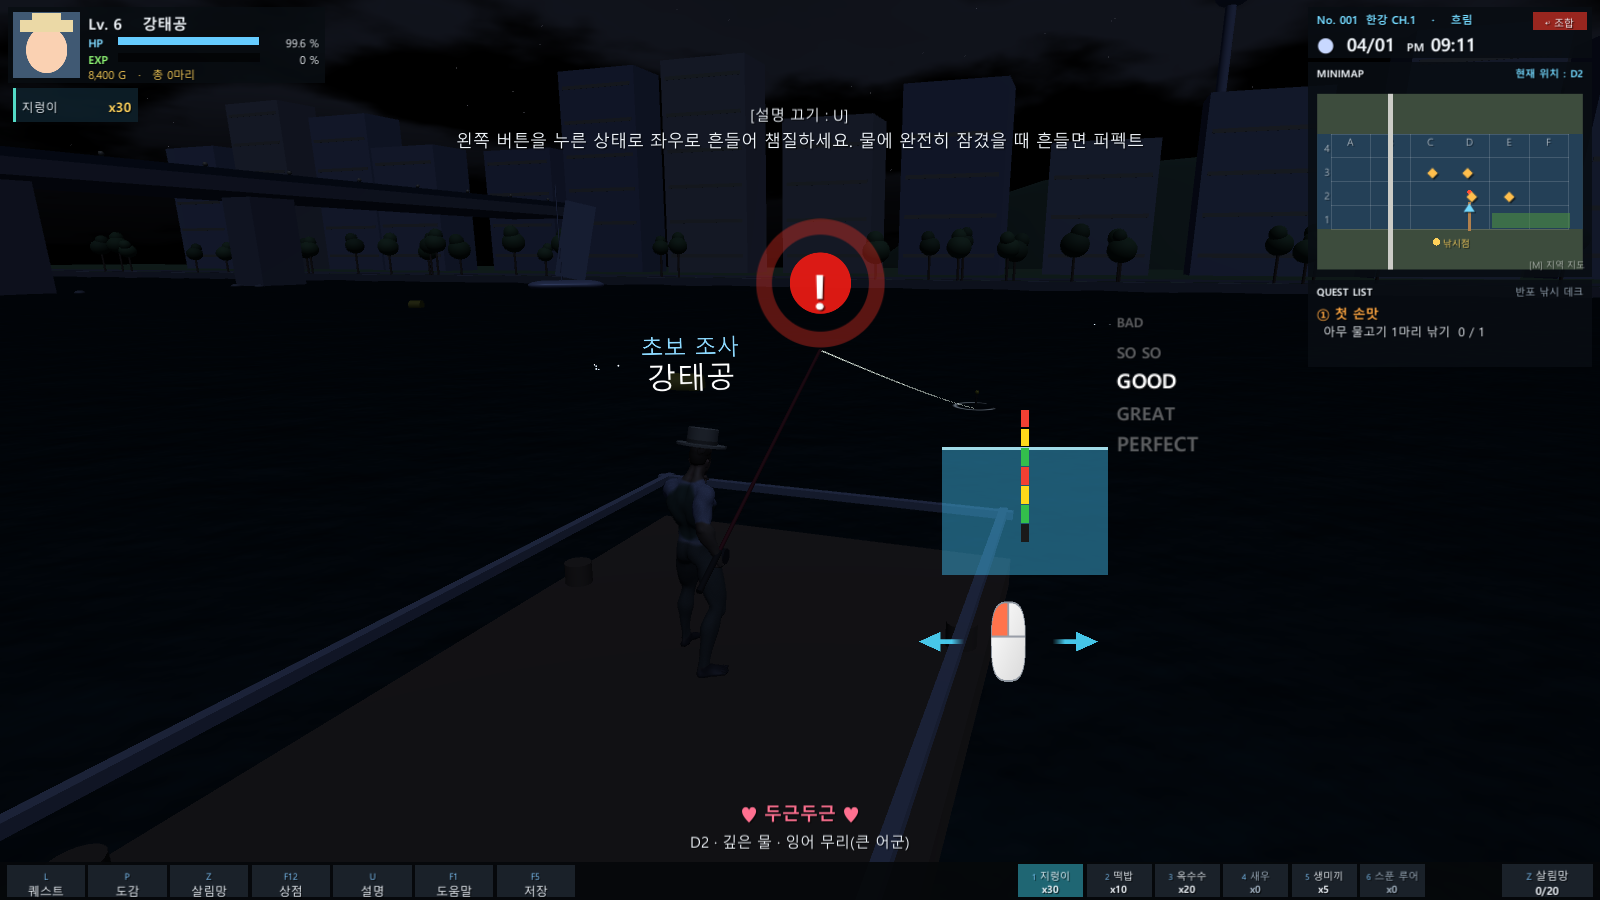 Lv. 6 강태공
HP 99.6 %
EXP 0 %
8,400 G · 총 0마리
지렁이 x30
[설명 끄기 : U]
왼쪽 버튼을 누른 상태로 좌우로 흔들어 챔질하세요. 물에 완전히 잠겼을 때 흔들면 퍼펙트
No. 001 한강 CH.1 · 흐림
조합
04/01 PM 09:11
MINIMAP 현재 위치 : D2
A C D E F
4
3
2
1
낚시점
[M] 지역 지도
QUEST LIST 반포 낚시 데크
① 첫 손맛
아무 물고기 1마리 낚기 0 / 1
!
초보 조사
강태공
BAD
SO SO
GOOD
GREAT
PERFECT
♥ 두근두근 ♥
D2 · 깊은 물 · 잉어 무리(큰 어군)
L 퀘스트
P 도감
Z 살림망
F12 상점
U 설명
F1 도움말
F5 저장
1 지렁이 x30
2 떡밥 x10
3 옥수수 x20
4 새우 x0
5 생미끼 x5
6 스푼 루어 x0
Z 살림망 0/20